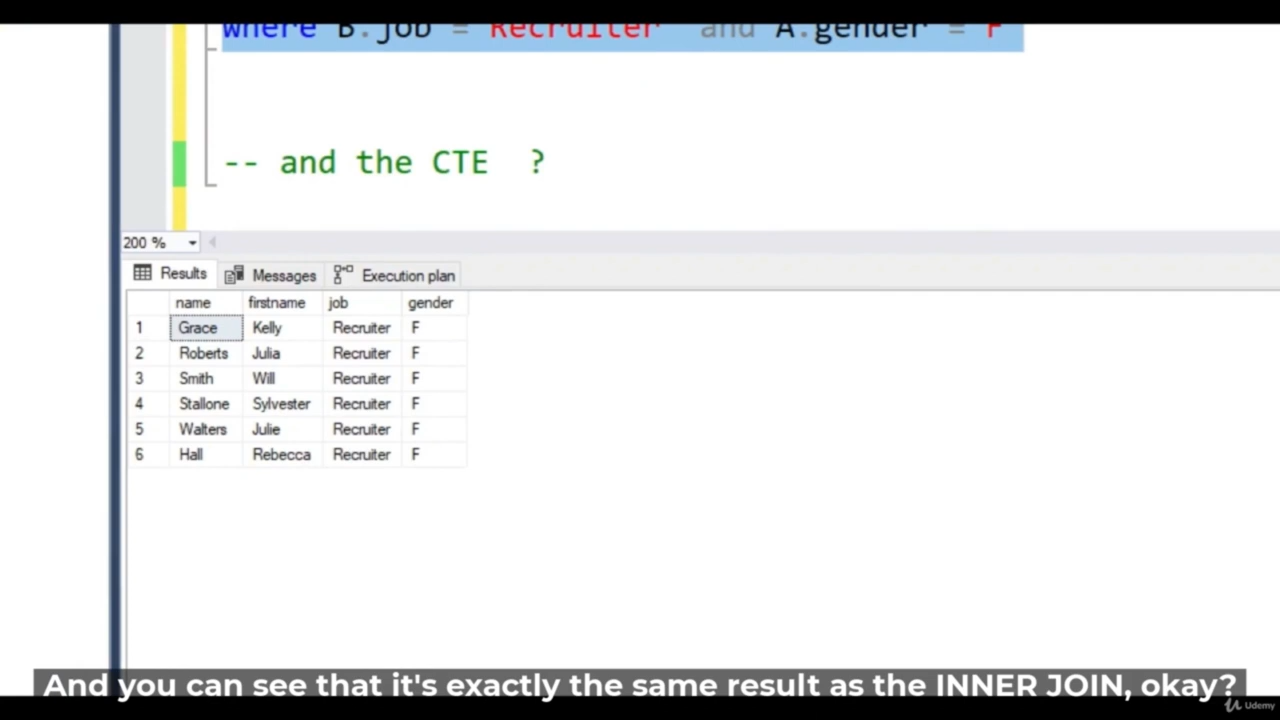 where B.job = 'Recruiter' and A.gender = 'F'
-- and the CTE ?
200 %
Results Messages Execution plan
name firstname job gender
1 Grace Kelly Recruiter F
2 Roberts Julia Recruiter F
3 Smith Will Recruiter F
4 Stallone Sylvester Recruiter F
5 Walters Julie Recruiter F
6 Hall Rebecca Recruiter F
And you can see that it's exactly the same result as the INNER JOIN, okay?
Udemy